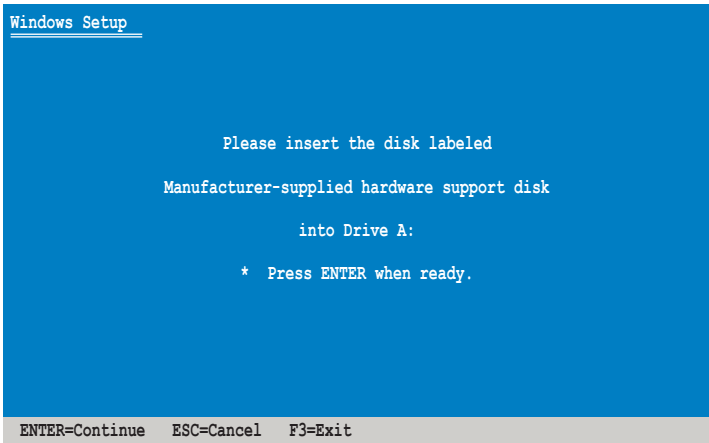 Windows Setup
Please insert the disk labeled
Manufacturer-supplied hardware support disk
into Drive A:
* Press ENTER when ready.
ENTER=Continue ESC=Cancel F3=Exit